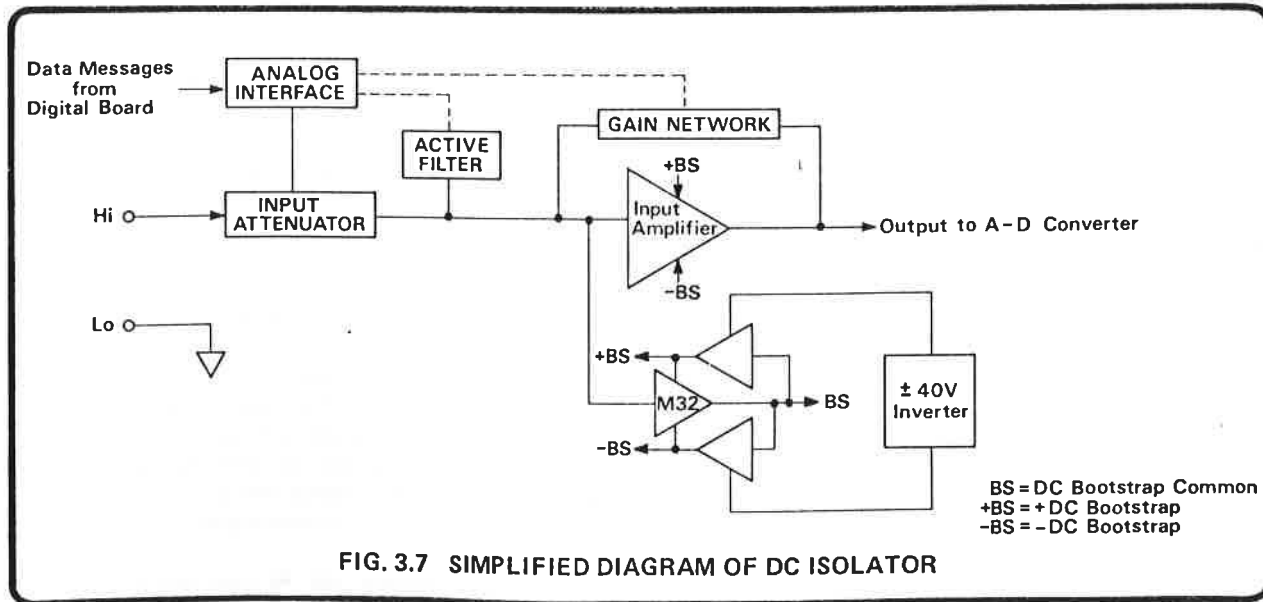 Data Messages
from
Digital Board
ANALOG
INTERFACE
GAIN NETWORK
ACTIVE
FILTER
+BS
Hi
INPUT
ATTENUATOR
Input
Amplifier
Output to A-D Converter
-BS
Lo
+BS
M32
BS
± 40V
Inverter
-BS
BS = DC Bootstrap Common
+BS = + DC Bootstrap
-BS = - DC Bootstrap
FIG. 3.7 SIMPLIFIED DIAGRAM OF DC ISOLATOR